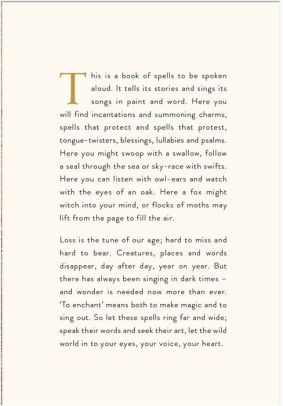 This is a book of spells to be spoken
aloud. It tells its stories and sings its
songs in paint and word. Here you
will find incantations and summoning charms,
spells that protect and spells that protest,
tongue-twisters, blessings, lullabies and psalms.
Here you might swoop with a swallow, follow
a seal through the sea or sky-race with swifts.
Here you can listen with owl-ears and watch
with the eyes of an oak. Here a fox might
witch into your mind, or flocks of moths may
lift from the page to fill the air.
Loss is the tune of our age; hard to miss and
hard to bear. Creatures, places and words
disappear, day after day, year on year. But
there has always been singing in dark times –
and wonder is needed now more than ever.
'To enchant' means both to make magic and to
sing out. So let these spells ring far and wide;
speak their words and seek their art, let the wild
world in to your eyes, your voice, your heart.